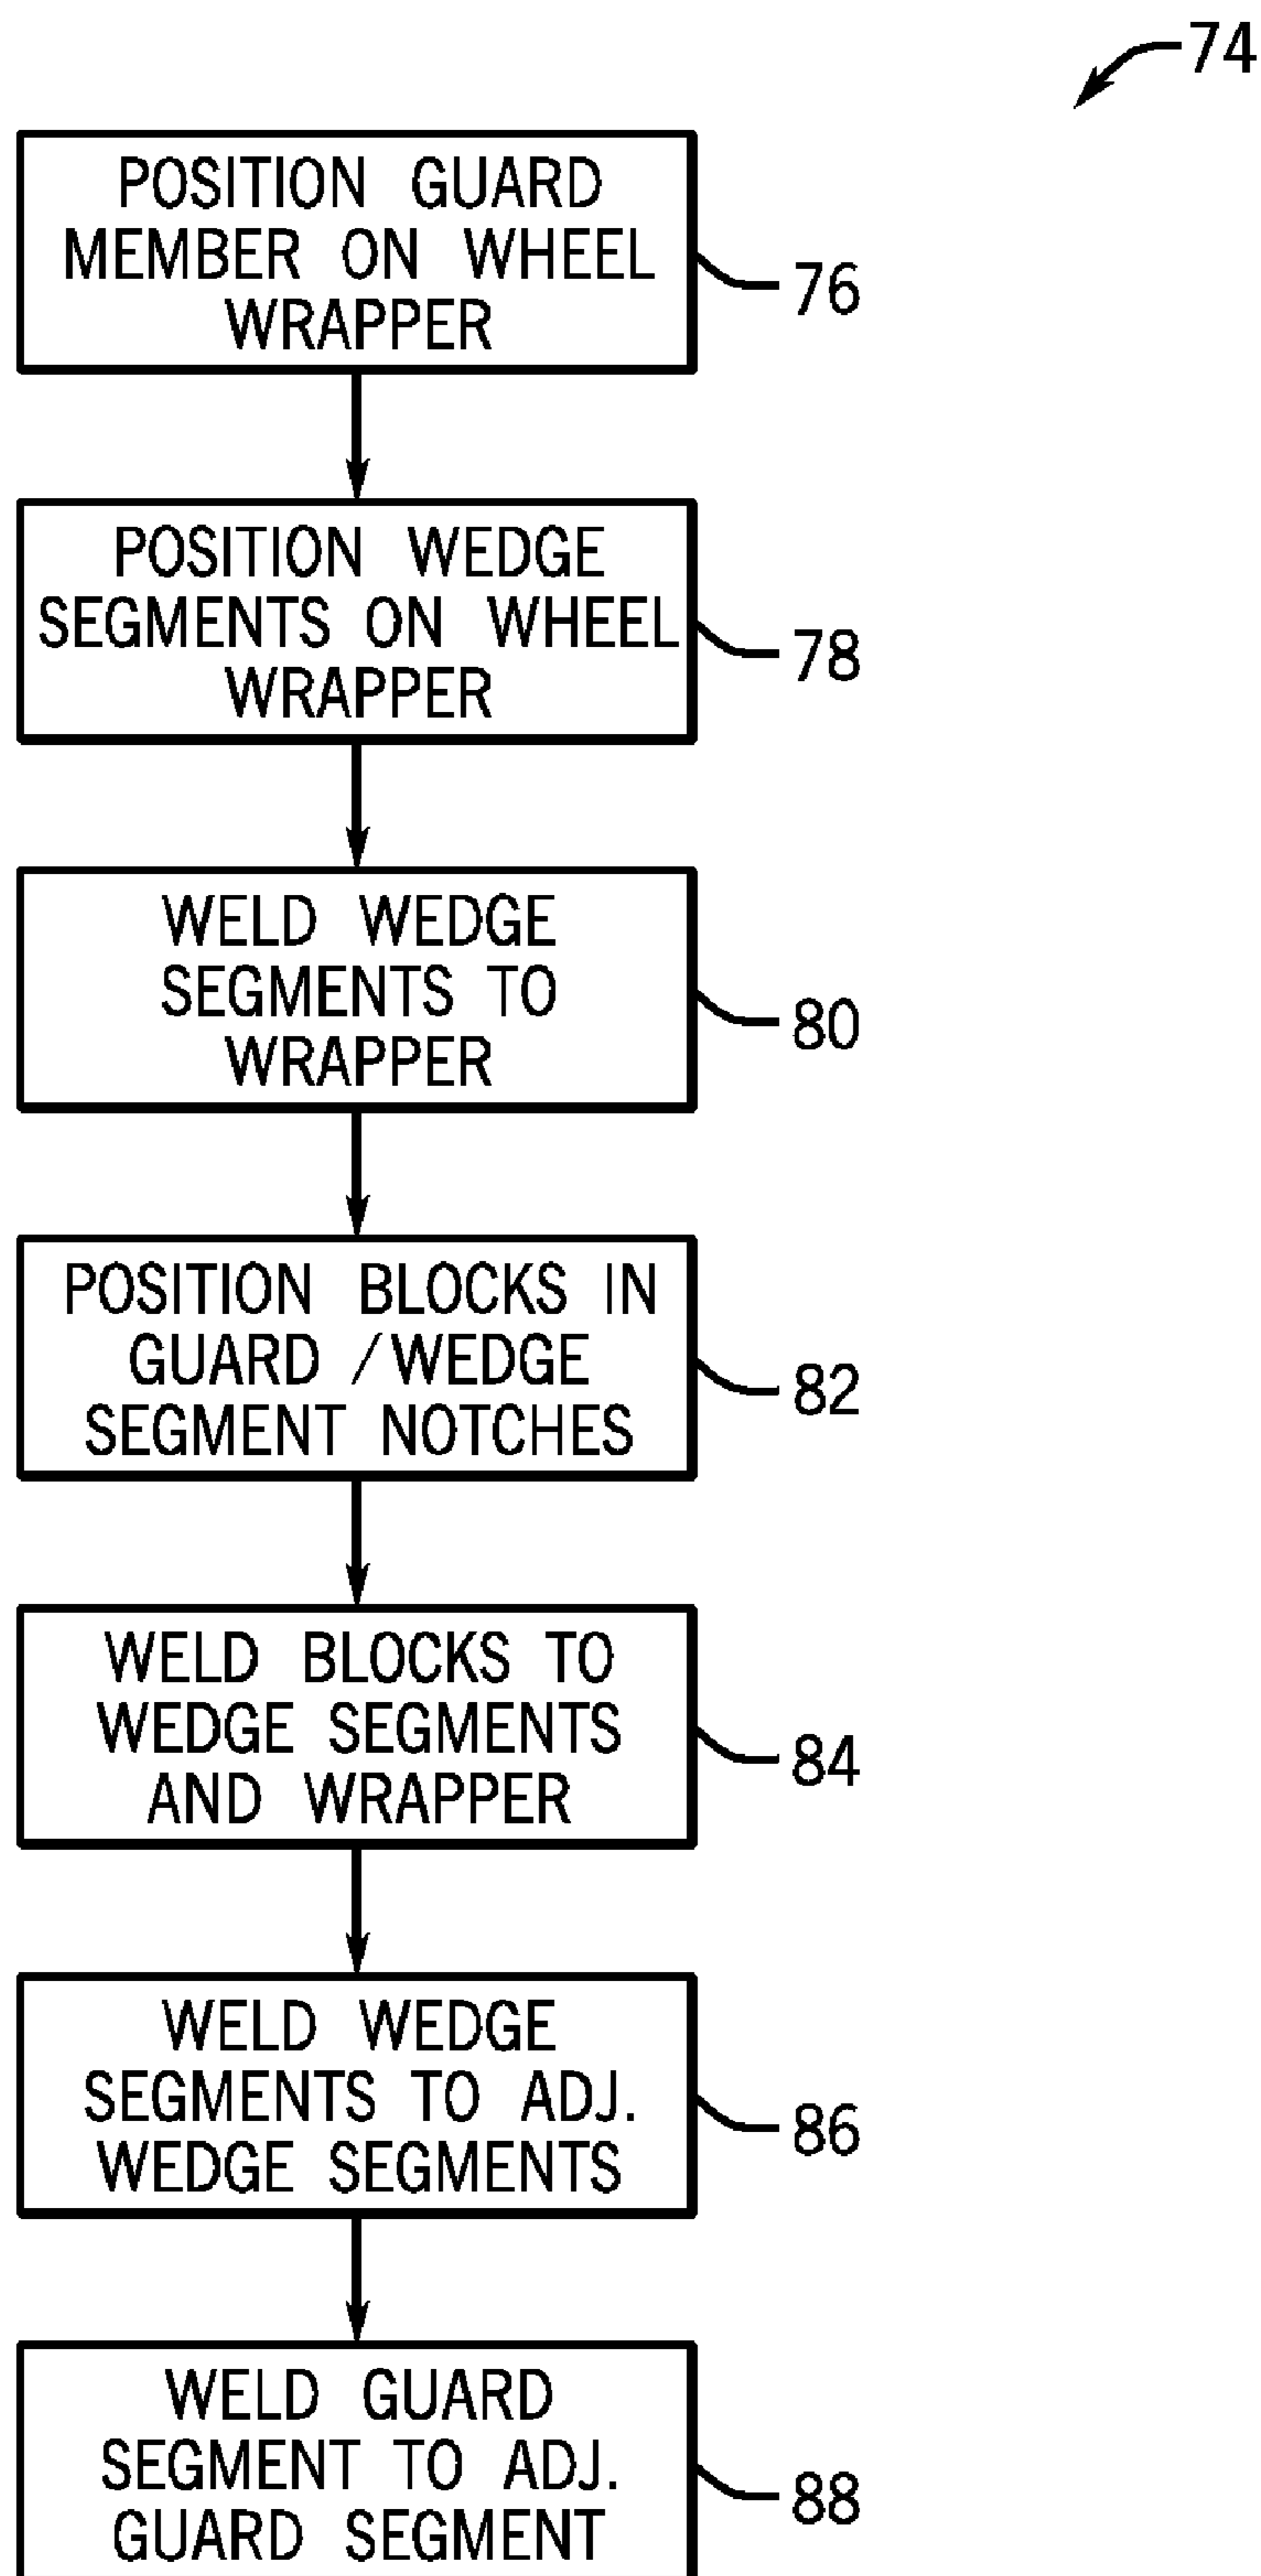 74
POSITION GUARD
MEMBER ON WHEEL
WRAPPER
76
POSITION WEDGE
SEGMENTS ON WHEEL
WRAPPER
78
WELD WEDGE
SEGMENTS TO
WRAPPER
80
POSITION BLOCKS IN
GUARD /WEDGE
SEGMENT NOTCHES
82
WELD BLOCKS TO
WEDGE SEGMENTS
AND WRAPPER
84
WELD WEDGE
SEGMENTS TO ADJ.
WEDGE SEGMENTS
86
WELD GUARD
SEGMENT TO ADJ.
GUARD SEGMENT
88